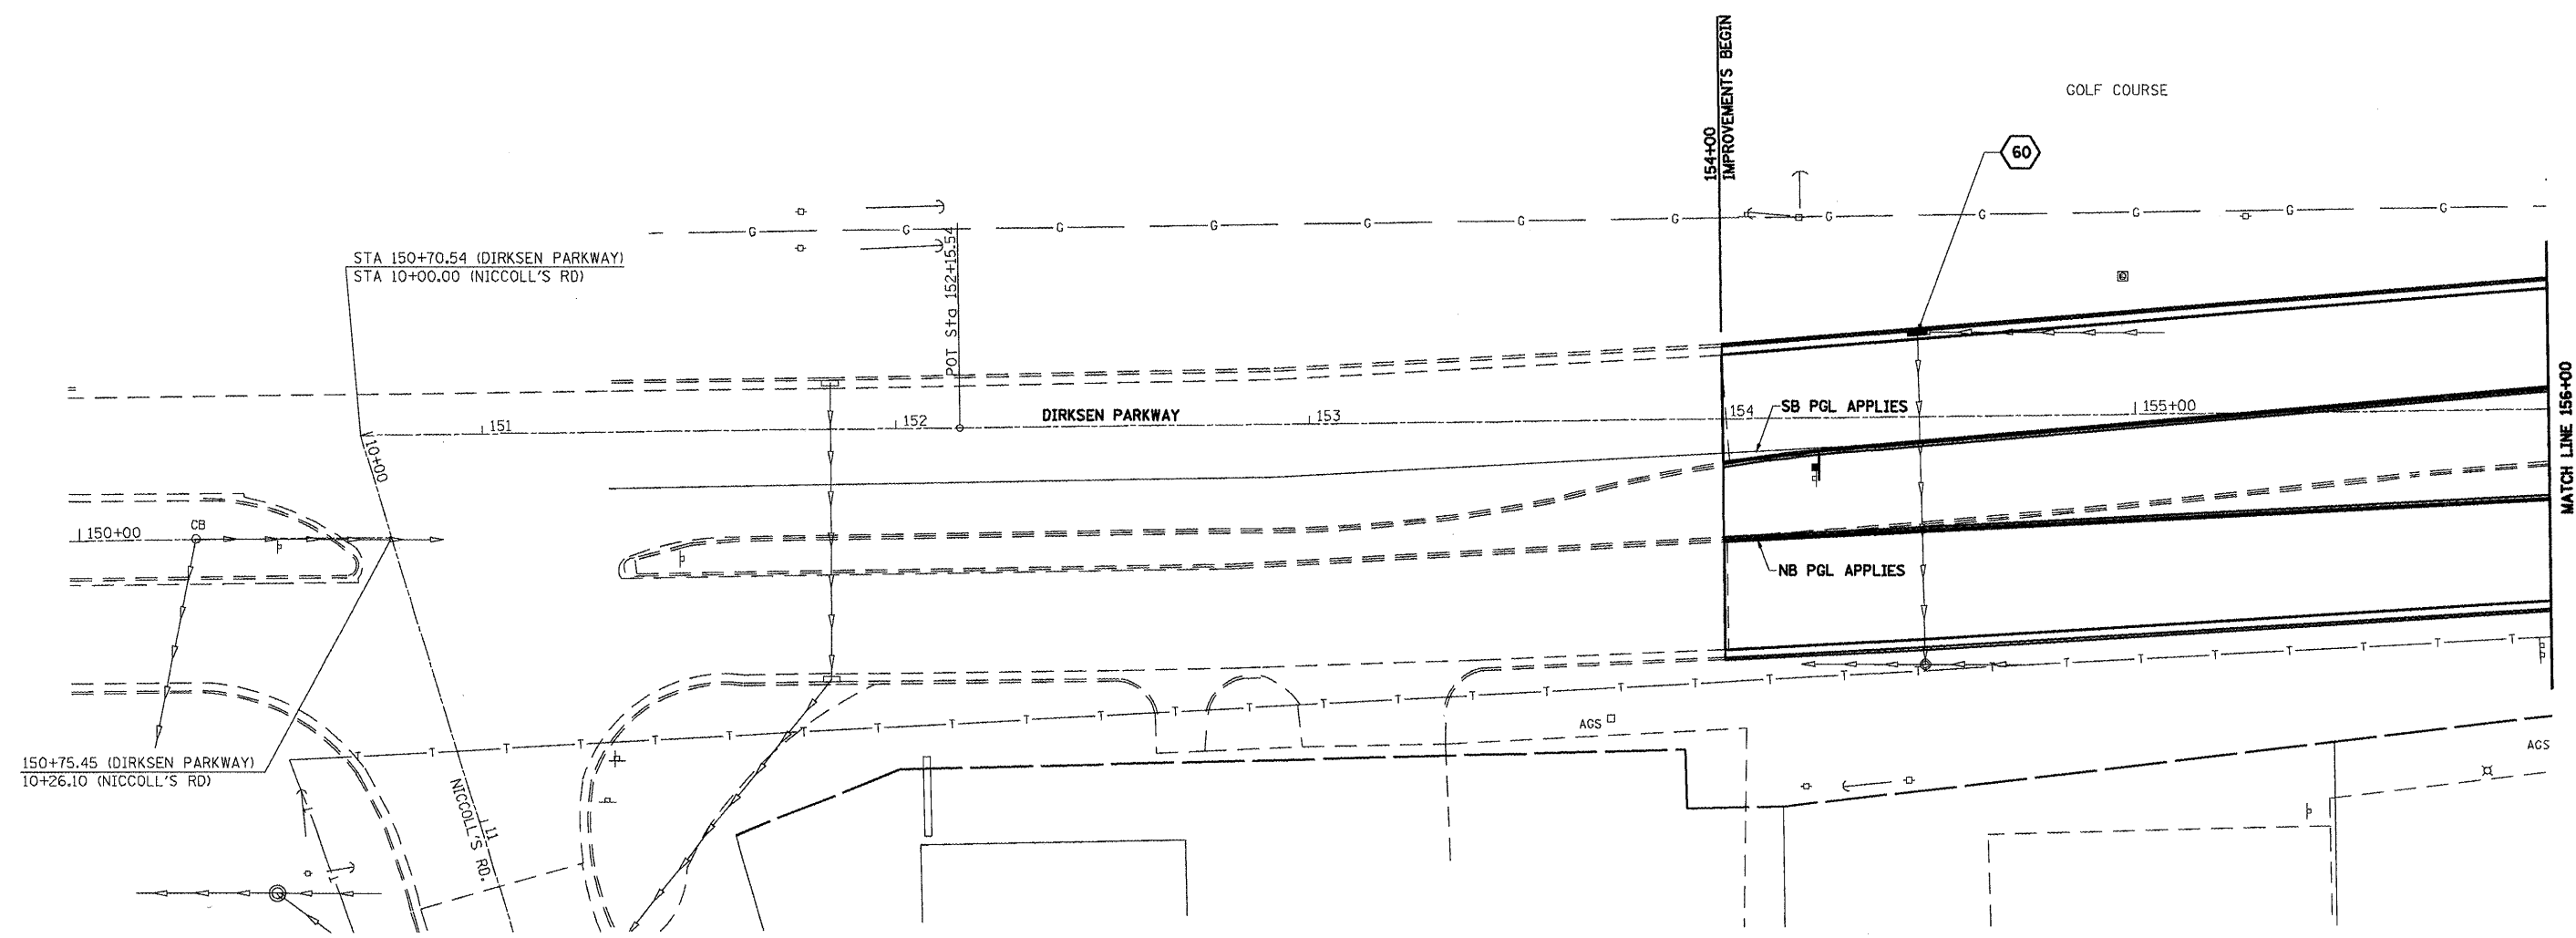 154+00
IMPROVEMENTS BEGIN
GOLF COURSE
60
G G G G G G G G G G G G
STA 150+70.54 (DIRKSEN PARKWAY)
STA 10+00.00 (NICCOLL'S RD)
POT Sta 152+15.54
MATCH LINE 156+00
151
152
DIRKSEN PARKWAY
153
154
SB PGL APPLIES
155+00
10+00
150+00
CB
NB PGL APPLIES
T T T T T T T T T T T T T T T T T T T T T T T T T T T T T T
AGS
AGS
150+75.45 (DIRKSEN PARKWAY)
10+26.10 (NICCOLL'S RD)
NICCOLL'S RD.
11